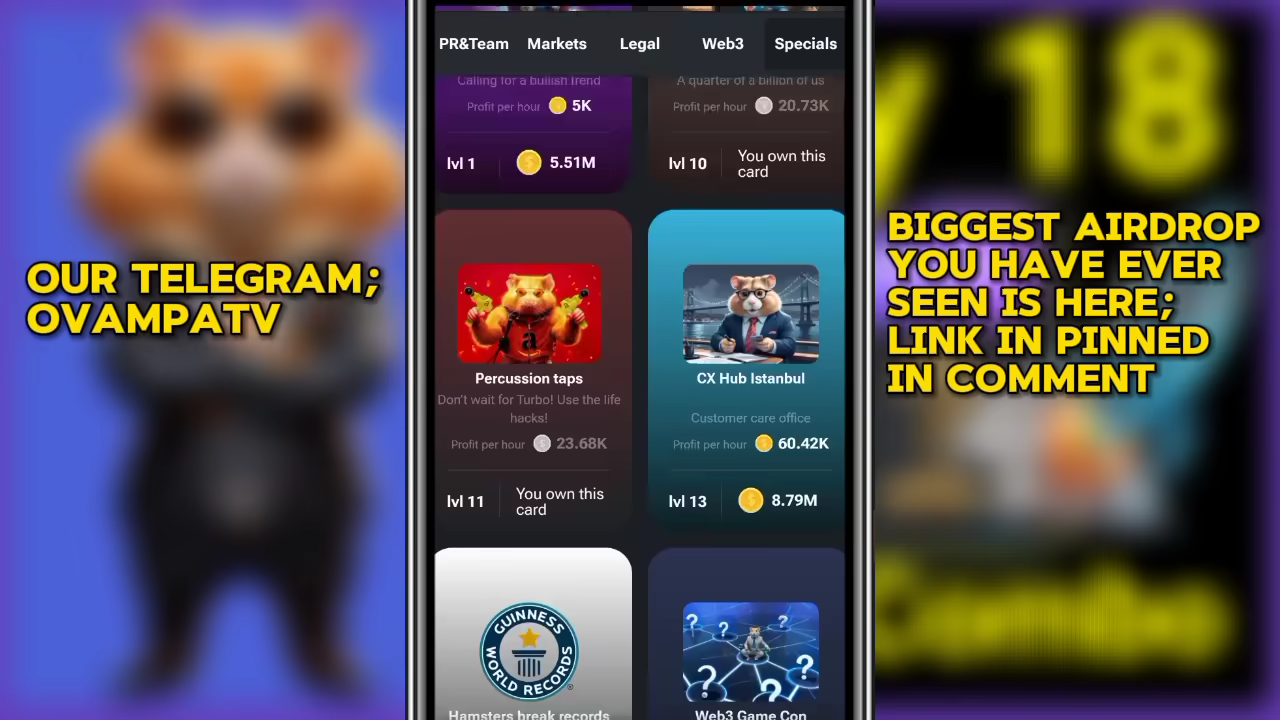 PR&Team
Markets
Legal
Web3
Specials
Calling for a bullish trend
Profit per hour 5K
lvl 1
5.51M
A quarter of a billion of us
Profit per hour 20.73K
lvl 10
You own this
card
a
Percussion taps
Don't wait for Turbo! Use the life
hacks!
Profit per hour 23.68K
lvl 11
You own this
card
CX Hub Istanbul
Customer care office
Profit per hour 60.42K
lvl 13
8.79M
GUINNESS
WORLD RECORDS
Hamsters break records
? ? ? ? ? ?
Web3 Game Con
OUR TELEGRAM;
OVAMPATV
BIGGEST AIRDROP
YOU HAVE EVER
SEEN IS HERE;
LINK IN PINNED
IN COMMENT
y 18